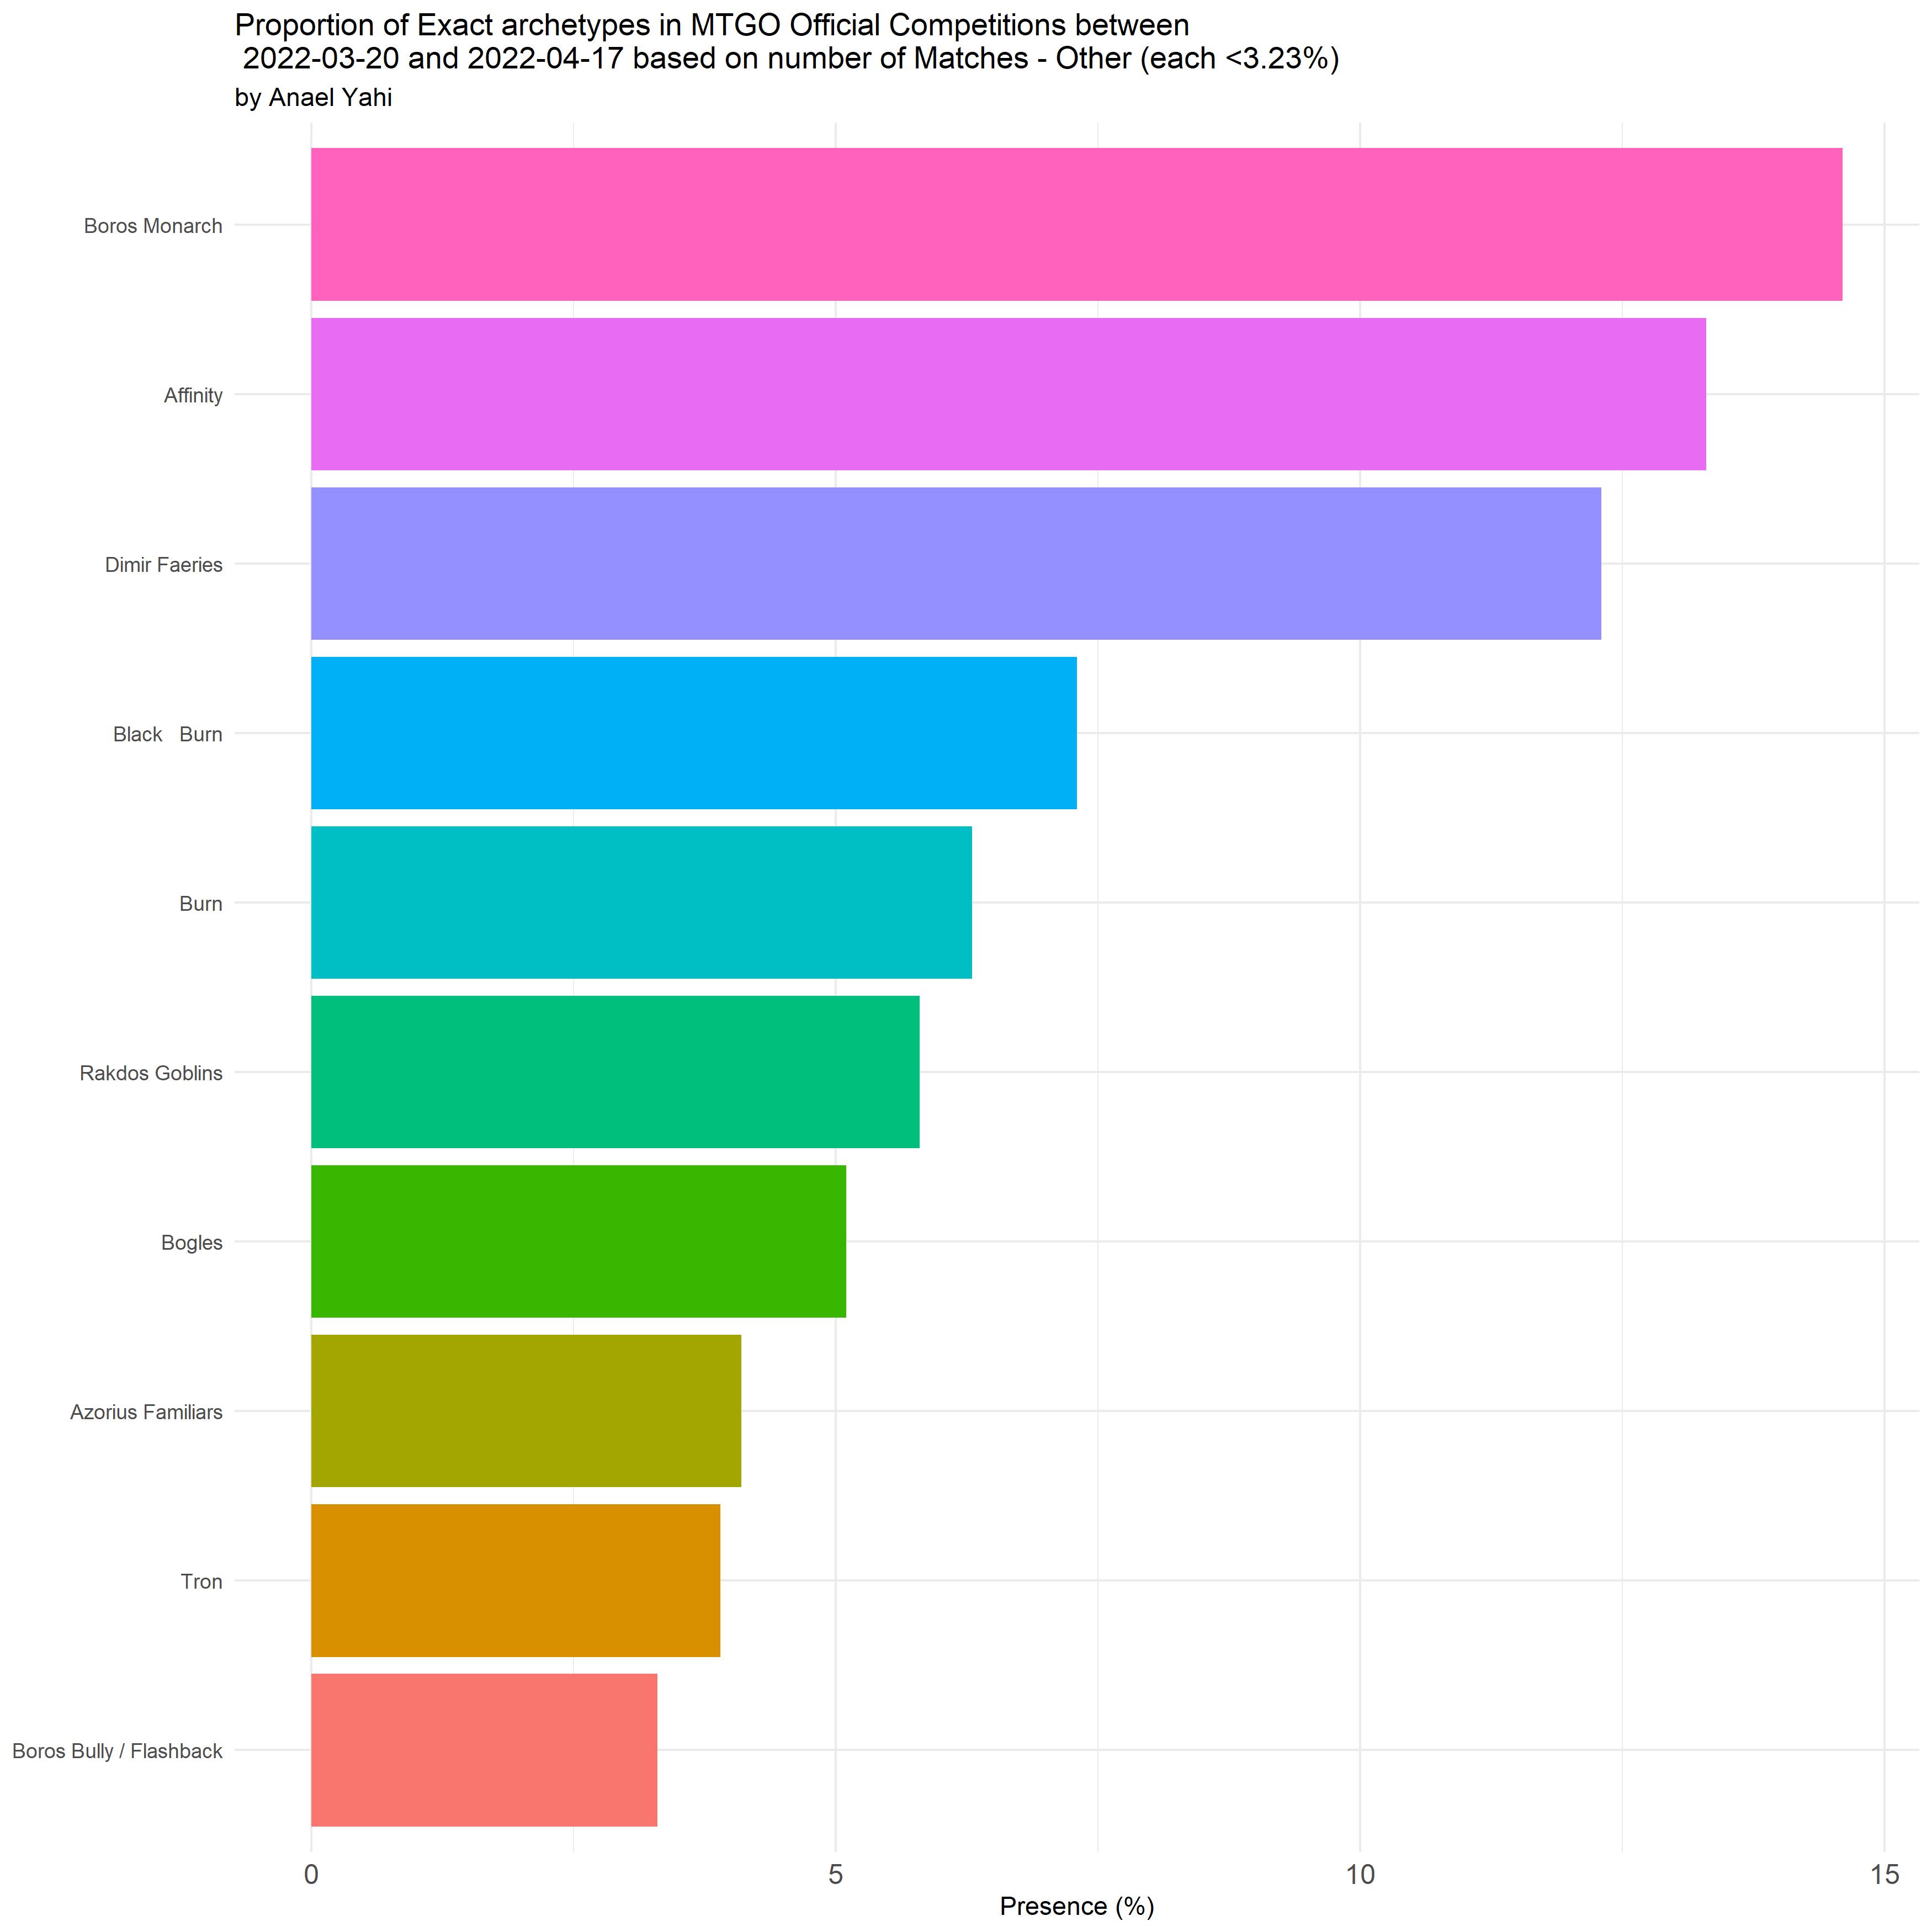 Proportion of Exact archetypes in MTGO Official Competitions between
2022-03-20 and 2022-04-17 based on number of Matches - Other (each <3.23%)
by Anael Yahi
Boros Monarch
Affinity
Dimir Faeries
Black   Burn
Burn
Rakdos Goblins
Bogles
Azorius Familiars
Tron
Boros Bully / Flashback
0 5 10 15
Presence (%)